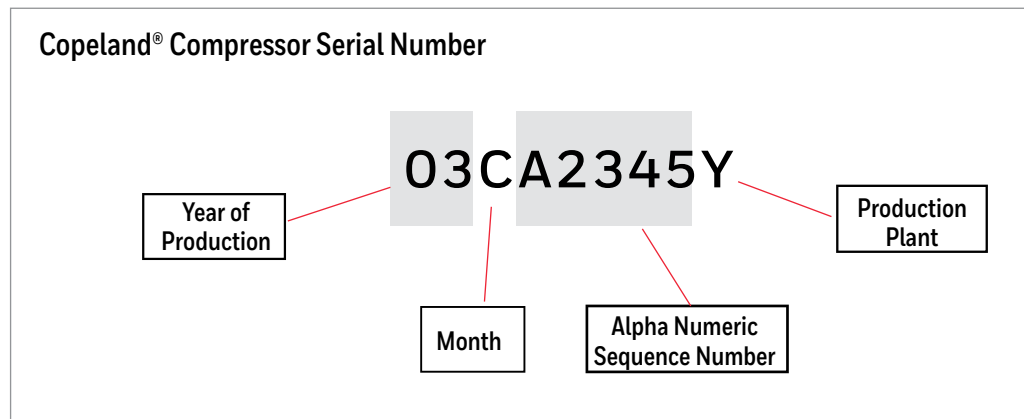 Copeland® Compressor Serial Number
03CA2345Y
Year of
Production
Production
Plant
Month
Alpha Numeric
Sequence Number